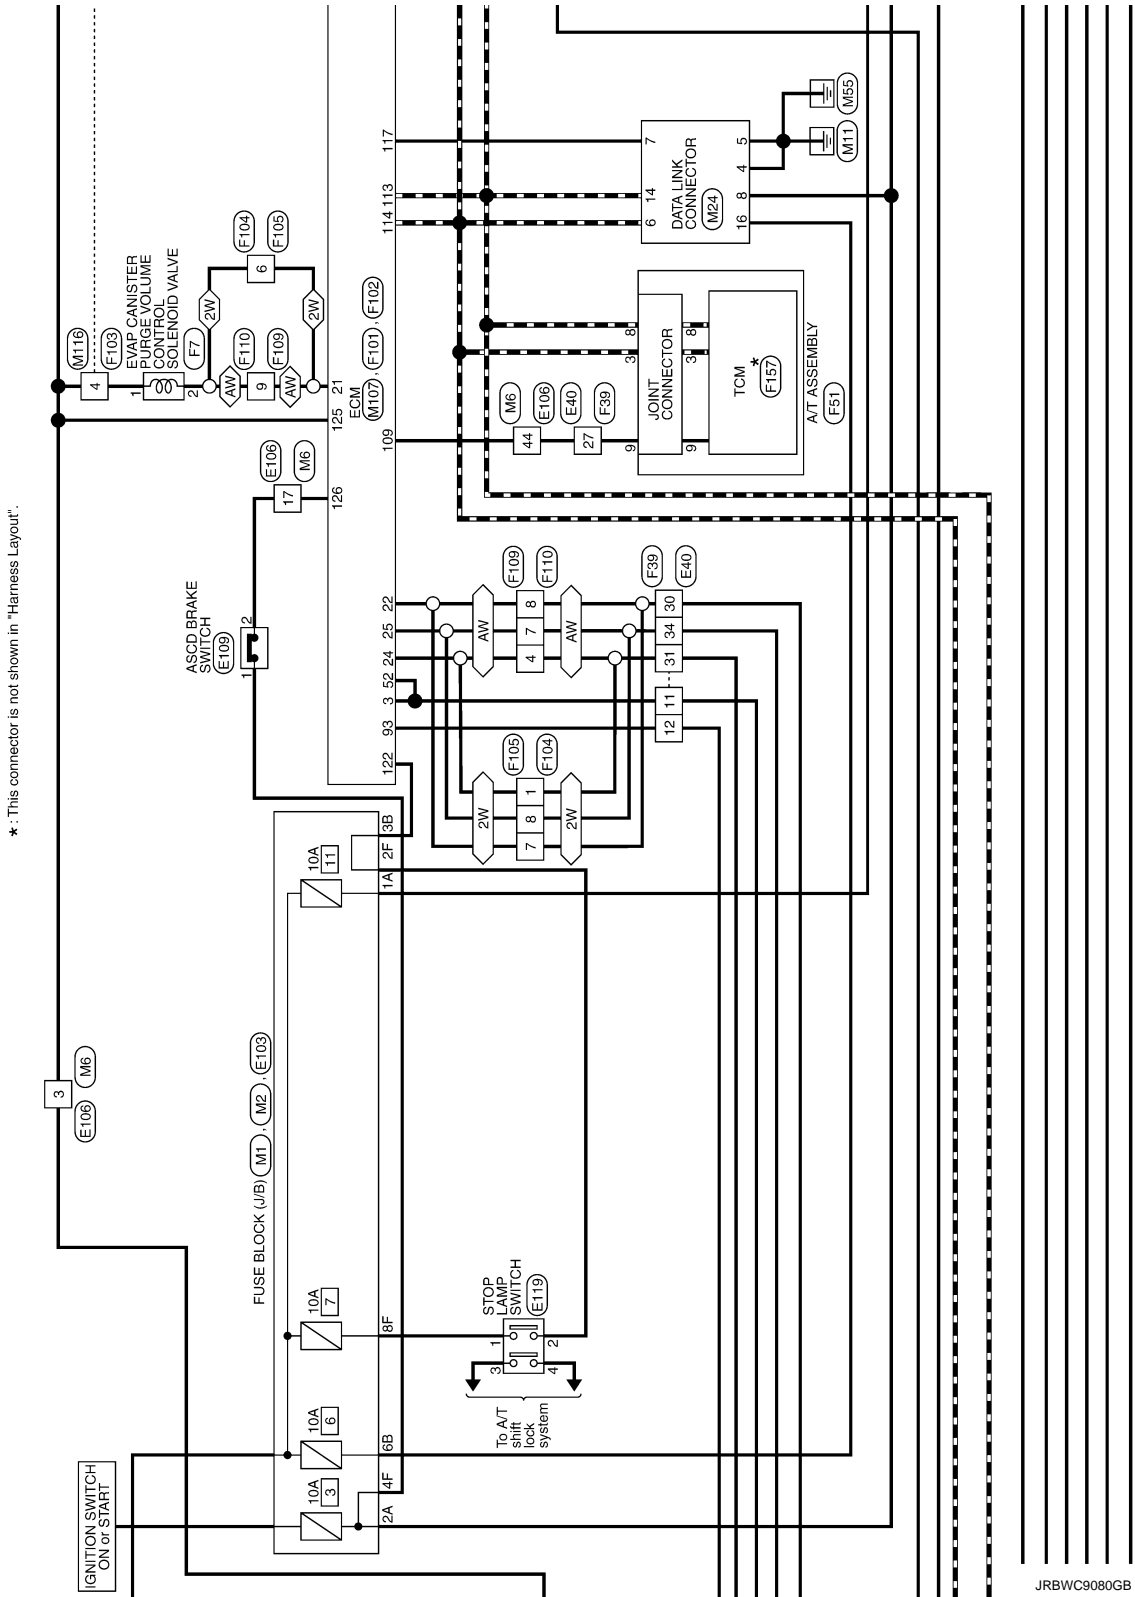 ★ : This connector is not shown in "Harness Layout".
IGNITION SWITCH
ON or START
E106
3
M6
M116
4
F103
EVAP CANISTER
PURGE VOLUME
CONTROL
SOLENOID VALVE
F7
1
2
F104
6
F105
2W
2W
F110
9
F109
AW
AW
ASCD BRAKE
SWITCH
E109
1
2
E106
17
M6
126
125
21
ECM
M107 , F101 , F102
FUSE BLOCK (J/B) M1 , M2 , E103
10A
3
10A
6
10A
7
10A
11
2A
4F
6B
8F
1A
2F
3B
122
93
3
52
24
25
22
109
114
113
117
STOP
LAMP
SWITCH
E119
1
2
3
4
To A/T
shift
lock
system
2W
F105
7
8
1
F104
2W
AW
F109
4
7
8
F110
AW
F39
12
11
31
34
30
E40
M6
44
E106
E40
27
F39
9
3
8
JOINT
CONNECTOR
9
3
8
TCM ★
F157
A/T ASSEMBLY
F51
6
14
7
DATA LINK
CONNECTOR
M24
16
8
4
5
M11
M55
JRBWC9080GB